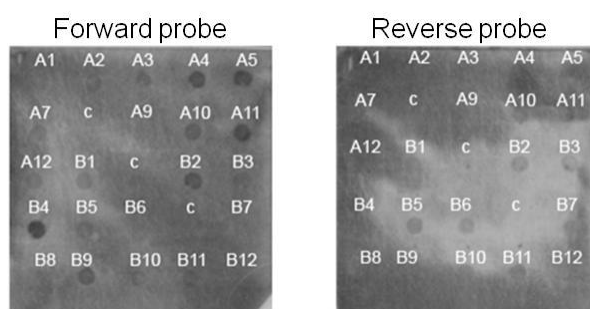 Forward probe
A1 A2 A3 A4 A5
A7 c A9 A10 A11
A12 B1 c B2 B3
B4 B5 B6 c B7
B8 B9 B10 B11 B12
Reverse probe
A1 A2 A3 A4 A5
A7 c A9 A10 A11
A12 B1 c B2 B3
B4 B5 B6 c B7
B8 B9 B10 B11 B12